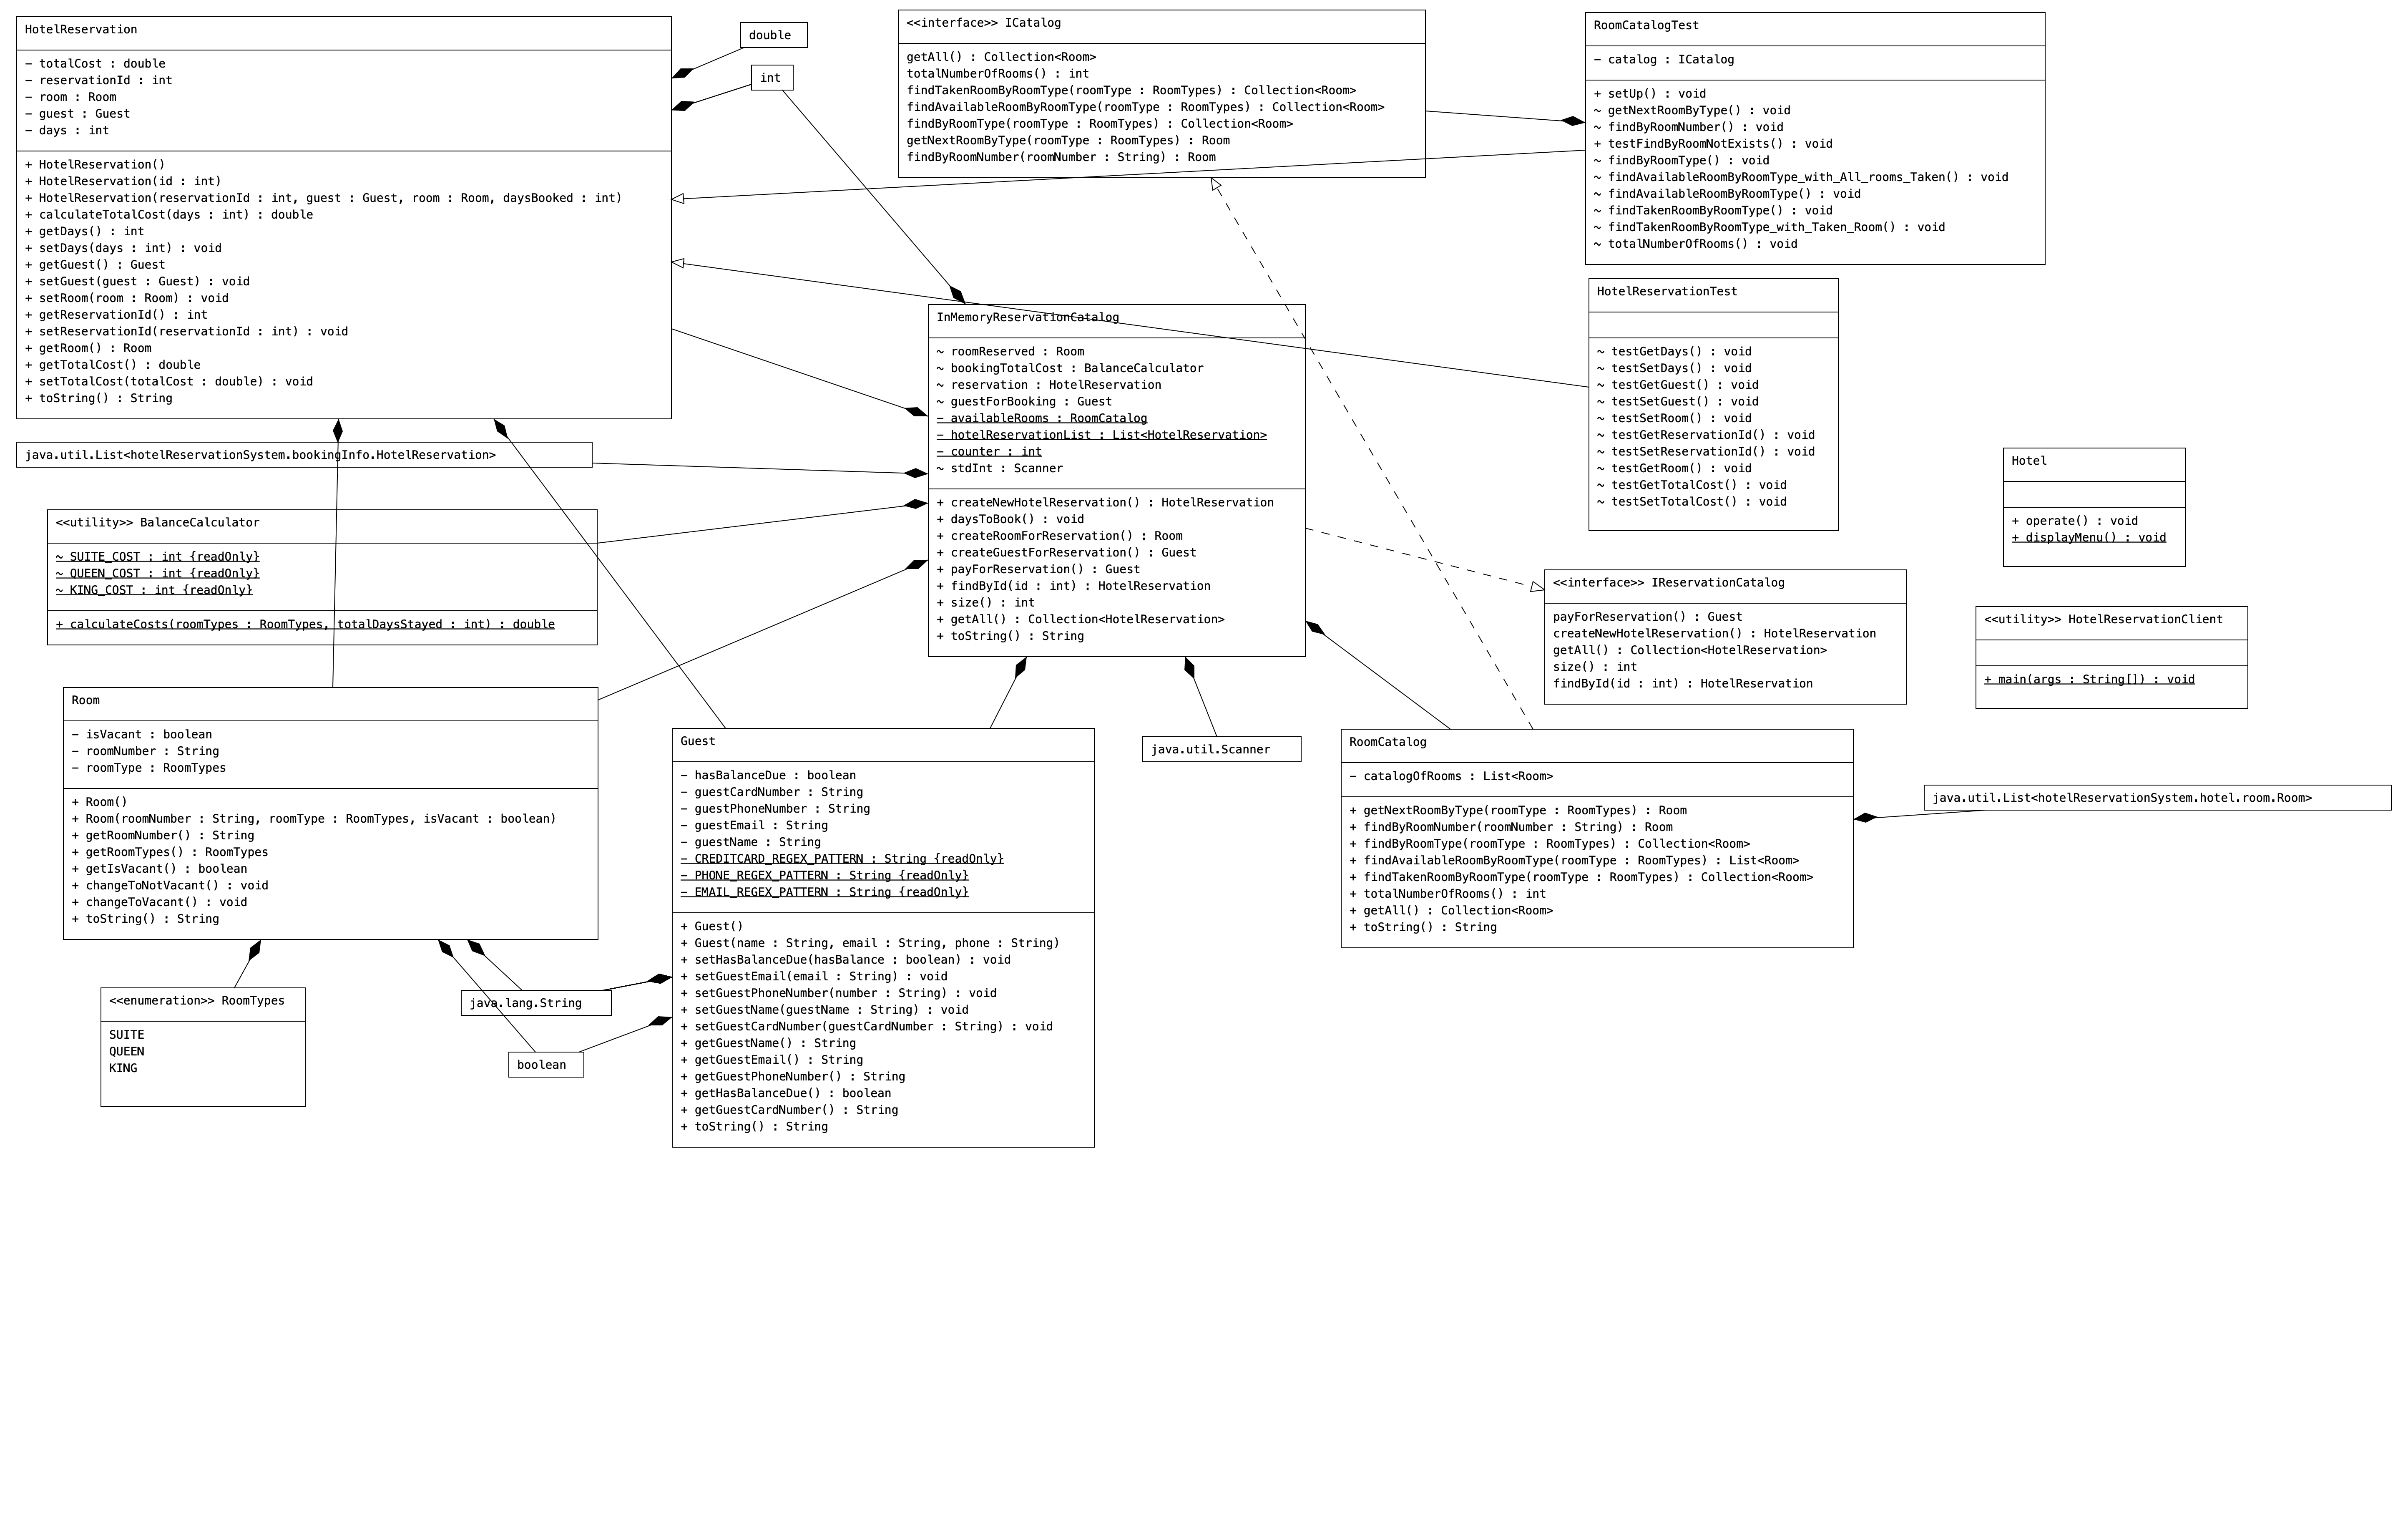 HotelReservation
− totalCost : double
− reservationId : int
− room : Room
− guest : Guest
− days : int
+ HotelReservation()
+ HotelReservation(id : int)
+ HotelReservation(reservationId : int, guest : Guest, room : Room, daysBooked : int)
+ calculateTotalCost(days : int) : double
+ getDays() : int
+ setDays(days : int) : void
+ getGuest() : Guest
+ setGuest(guest : Guest) : void
+ setRoom(room : Room) : void
+ getReservationId() : int
+ setReservationId(reservationId : int) : void
+ getRoom() : Room
+ getTotalCost() : double
+ setTotalCost(totalCost : double) : void
+ toString() : String
double
int
<<interface>> ICatalog
getAll() : Collection<Room>
totalNumberOfRooms() : int
findTakenRoomByRoomType(roomType : RoomTypes) : Collection<Room>
findAvailableRoomByRoomType(roomType : RoomTypes) : Collection<Room>
findByRoomType(roomType : RoomTypes) : Collection<Room>
getNextRoomByType(roomType : RoomTypes) : Room
findByRoomNumber(roomNumber : String) : Room
RoomCatalogTest
− catalog : ICatalog
+ setUp() : void
~ getNextRoomByType() : void
~ findByRoomNumber() : void
+ testFindByRoomNotExists() : void
~ findByRoomType() : void
~ findAvailableRoomByRoomType_with_All_rooms_Taken() : void
~ findAvailableRoomByRoomType() : void
~ findTakenRoomByRoomType() : void
~ findTakenRoomByRoomType_with_Taken_Room() : void
~ totalNumberOfRooms() : void
HotelReservationTest
~ testGetDays() : void
~ testSetDays() : void
~ testGetGuest() : void
~ testSetGuest() : void
~ testSetRoom() : void
~ testGetReservationId() : void
~ testSetReservationId() : void
~ testGetRoom() : void
~ testGetTotalCost() : void
~ testSetTotalCost() : void
InMemoryReservationCatalog
~ roomReserved : Room
~ bookingTotalCost : BalanceCalculator
~ reservation : HotelReservation
~ guestForBooking : Guest
− availableRooms : RoomCatalog
− hotelReservationList : List<HotelReservation>
− counter : int
~ stdInt : Scanner
+ createNewHotelReservation() : HotelReservation
+ daysToBook() : void
+ createRoomForReservation() : Room
+ createGuestForReservation() : Guest
+ payForReservation() : Guest
+ findById(id : int) : HotelReservation
+ size() : int
+ getAll() : Collection<HotelReservation>
+ toString() : String
java.util.List<hotelReservationSystem.bookingInfo.HotelReservation>
<<utility>> BalanceCalculator
~ SUITE_COST : int {readOnly}
~ QUEEN_COST : int {readOnly}
~ KING_COST : int {readOnly}
+ calculateCosts(roomTypes : RoomTypes, totalDaysStayed : int) : double
Hotel
+ operate() : void
+ displayMenu() : void
<<interface>> IReservationCatalog
payForReservation() : Guest
createNewHotelReservation() : HotelReservation
getAll() : Collection<HotelReservation>
size() : int
findById(id : int) : HotelReservation
<<utility>> HotelReservationClient
+ main(args : String[]) : void
Room
− isVacant : boolean
− roomNumber : String
− roomType : RoomTypes
+ Room()
+ Room(roomNumber : String, roomType : RoomTypes, isVacant : boolean)
+ getRoomNumber() : String
+ getRoomTypes() : RoomTypes
+ getIsVacant() : boolean
+ changeToNotVacant() : void
+ changeToVacant() : void
+ toString() : String
Guest
− hasBalanceDue : boolean
− guestCardNumber : String
− guestPhoneNumber : String
− guestEmail : String
− guestName : String
− CREDITCARD_REGEX_PATTERN : String {readOnly}
− PHONE_REGEX_PATTERN : String {readOnly}
− EMAIL_REGEX_PATTERN : String {readOnly}
+ Guest()
+ Guest(name : String, email : String, phone : String)
+ setHasBalanceDue(hasBalance : boolean) : void
+ setGuestEmail(email : String) : void
+ setGuestPhoneNumber(number : String) : void
+ setGuestName(guestName : String) : void
+ setGuestCardNumber(guestCardNumber : String) : void
+ getGuestName() : String
+ getGuestEmail() : String
+ getGuestPhoneNumber() : String
+ getHasBalanceDue() : boolean
+ getGuestCardNumber() : String
+ toString() : String
java.util.Scanner
RoomCatalog
− catalogOfRooms : List<Room>
+ getNextRoomByType(roomType : RoomTypes) : Room
+ findByRoomNumber(roomNumber : String) : Room
+ findByRoomType(roomType : RoomTypes) : Collection<Room>
+ findAvailableRoomByRoomType(roomType : RoomTypes) : List<Room>
+ findTakenRoomByRoomType(roomType : RoomTypes) : Collection<Room>
+ totalNumberOfRooms() : int
+ getAll() : Collection<Room>
+ toString() : String
java.util.List<hotelReservationSystem.hotel.room.Room>
<<enumeration>> RoomTypes
SUITE
QUEEN
KING
java.lang.String
boolean